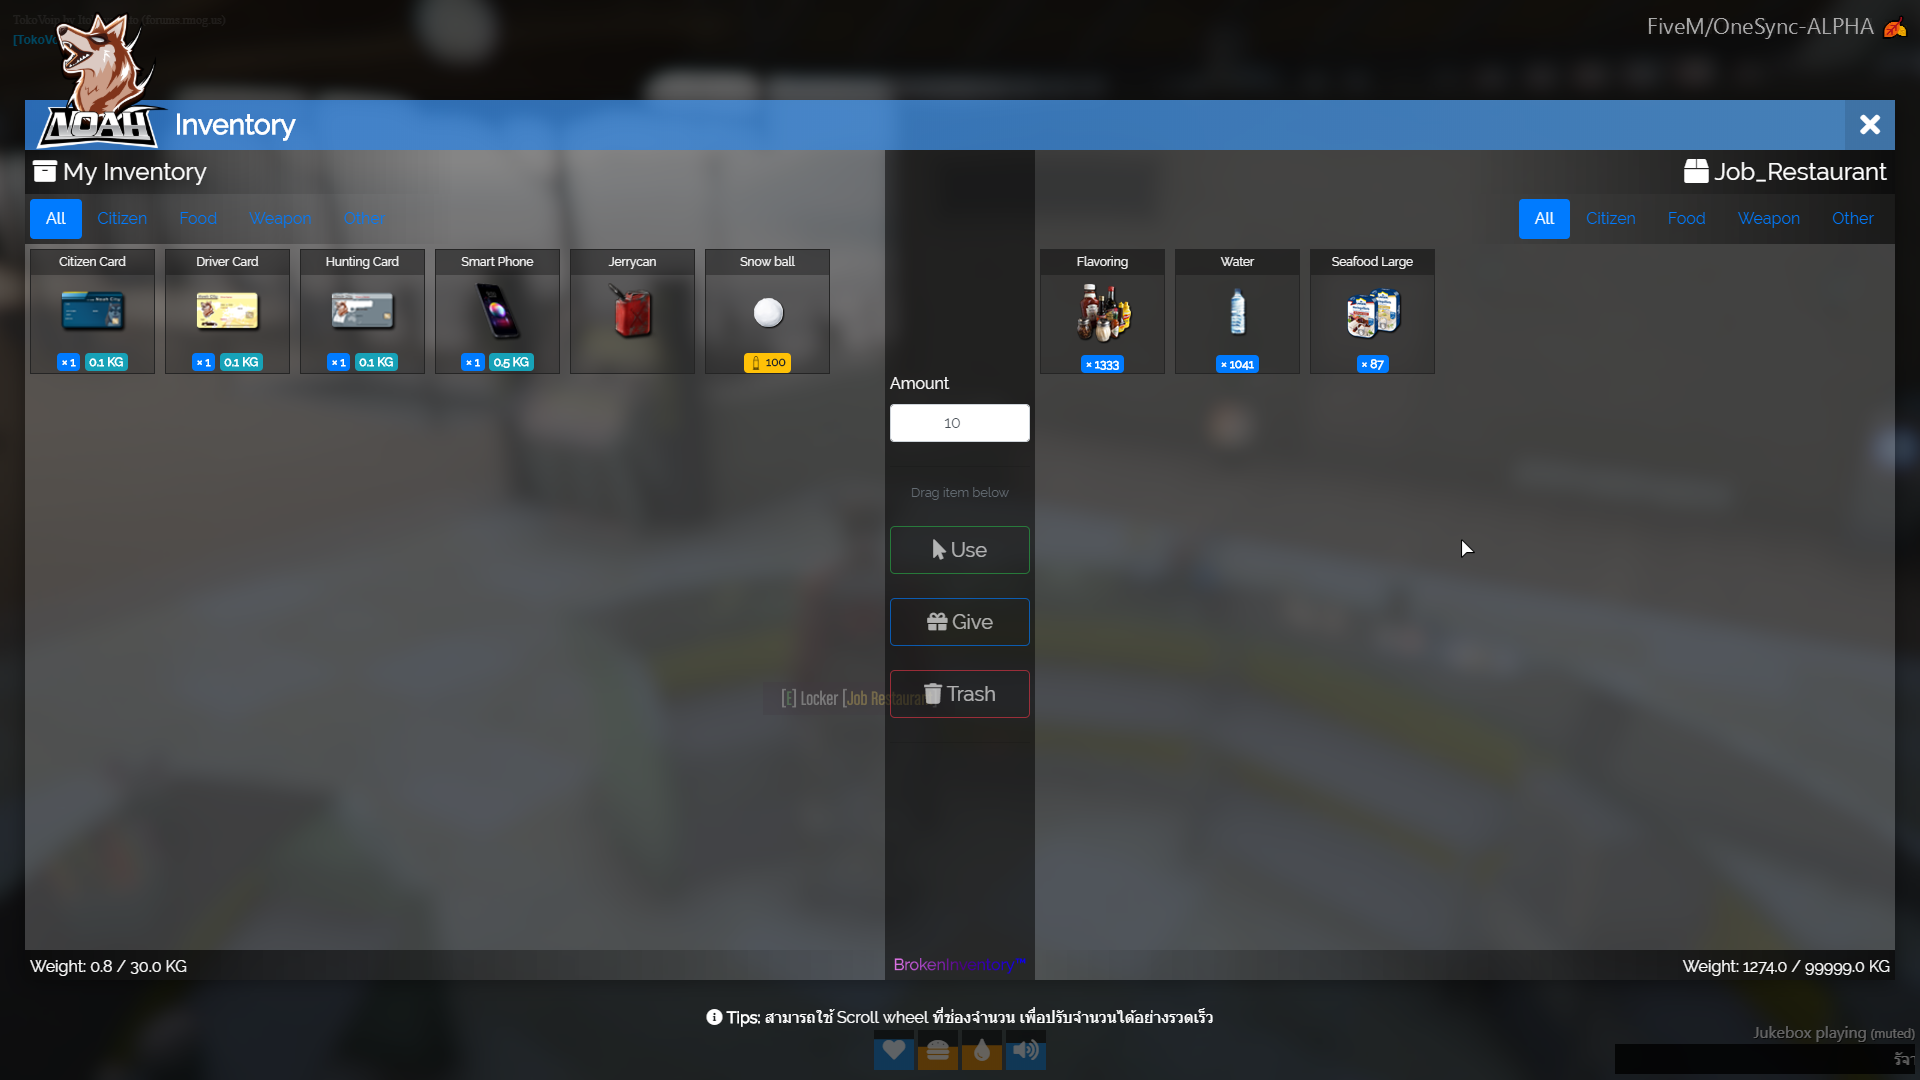 FiveM/OneSync-ALPHA
NOAH
Inventory
My Inventory
Job_Restaurant
All Citizen Food Weapon Other
All Citizen Food Weapon Other
Citizen Card Driver Card Hunting Card Smart Phone Jerrycan Snow ball
Flavoring Water Seafood Large
× 1 0.1 KG × 1 0.1 KG × 1 0.1 KG × 1 0.5 KG 100
× 1333 × 1041 × 87
Amount
10
Drag item below
Use
Give
[E] Locker [Job Restaurant]
Trash
BrokenInventory™
Weight: 0.8 / 30.0 KG
Weight: 1274.0 / 99999.0 KG
Tips: สามารถใช้ Scroll wheel ที่ช่องจำนวน เพื่อปรับจำนวนได้อย่างรวดเร็ว
Jukebox playing (muted)